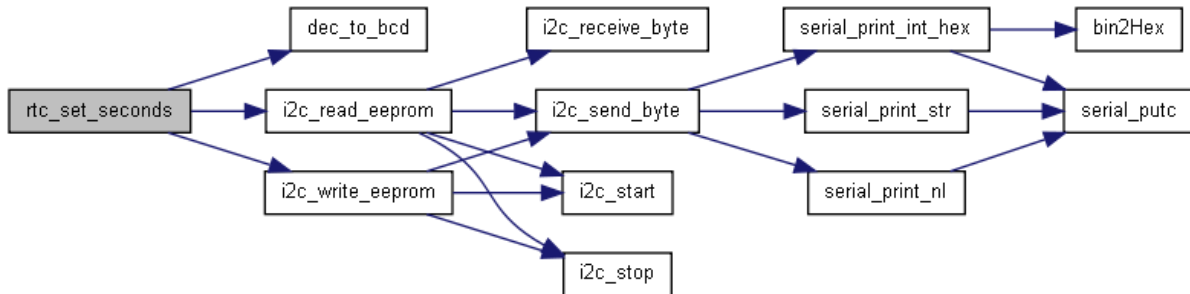 dec_to_bcd
i2c_receive_byte
serial_print_int_hex
bin2Hex
rtc_set_seconds
i2c_read_eeprom
i2c_send_byte
serial_print_str
serial_putc
i2c_write_eeprom
i2c_start
serial_print_nl
i2c_stop